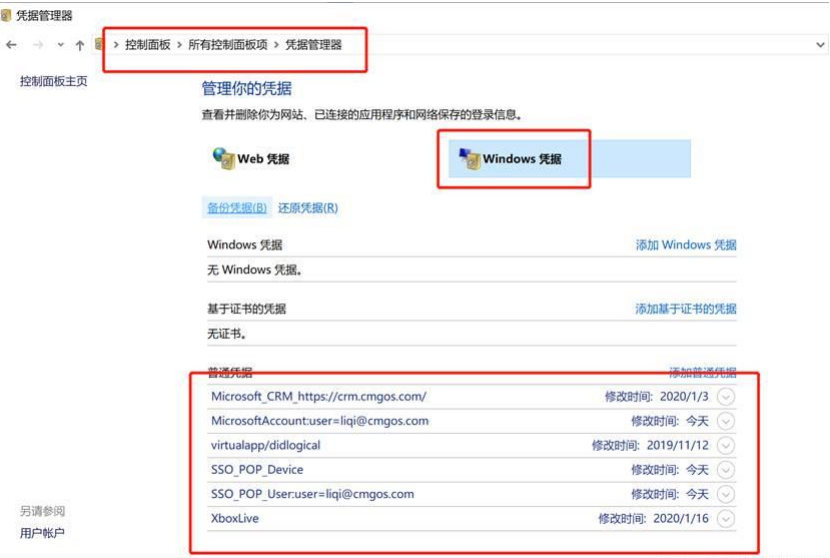 凭据管理器
控制面板 > 所有控制面板项 > 凭据管理器
控制面板主页
管理你的凭据
查看并删除你为网站、已连接的应用程序和网络保存的登录信息。
Web 凭据 Windows 凭据
备份凭据(B) 还原凭据(R)
Windows 凭据 添加 Windows 凭据
无 Windows 凭据。
基于证书的凭据 添加基于证书的凭据
无证书。
普通凭据 添加普通凭据
Microsoft_CRM_https://crm.cmgos.com/ 修改时间: 2020/1/3
MicrosoftAccount:user=liqi@cmgos.com 修改时间: 今天
virtualapp/didlogical 修改时间: 2019/11/12
SSO_POP_Device 修改时间: 今天
SSO_POP_User:user=liqi@cmgos.com 修改时间: 今天
XboxLive 修改时间: 2020/1/16
另请参阅
用户帐户